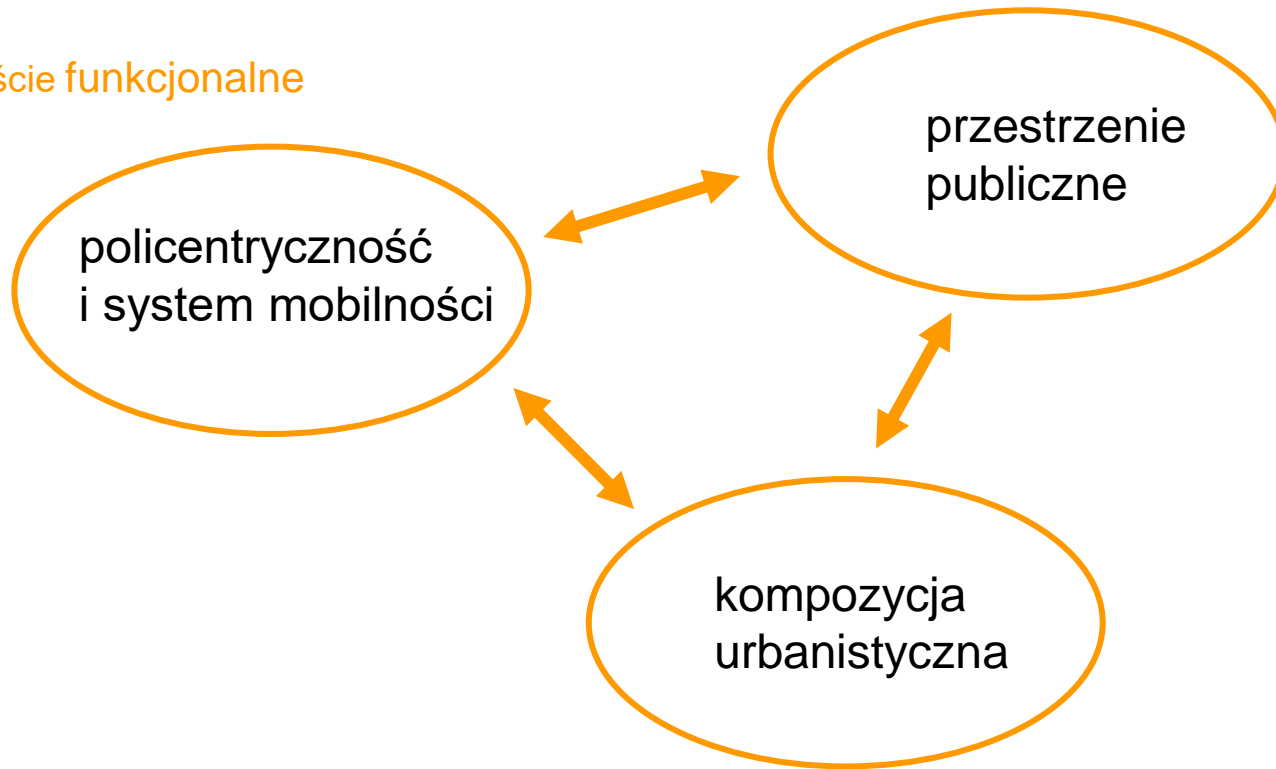 ście funkcjonalne
przestrzenie
publiczne
policentryczność
i system mobilności
kompozycja
urbanistyczna